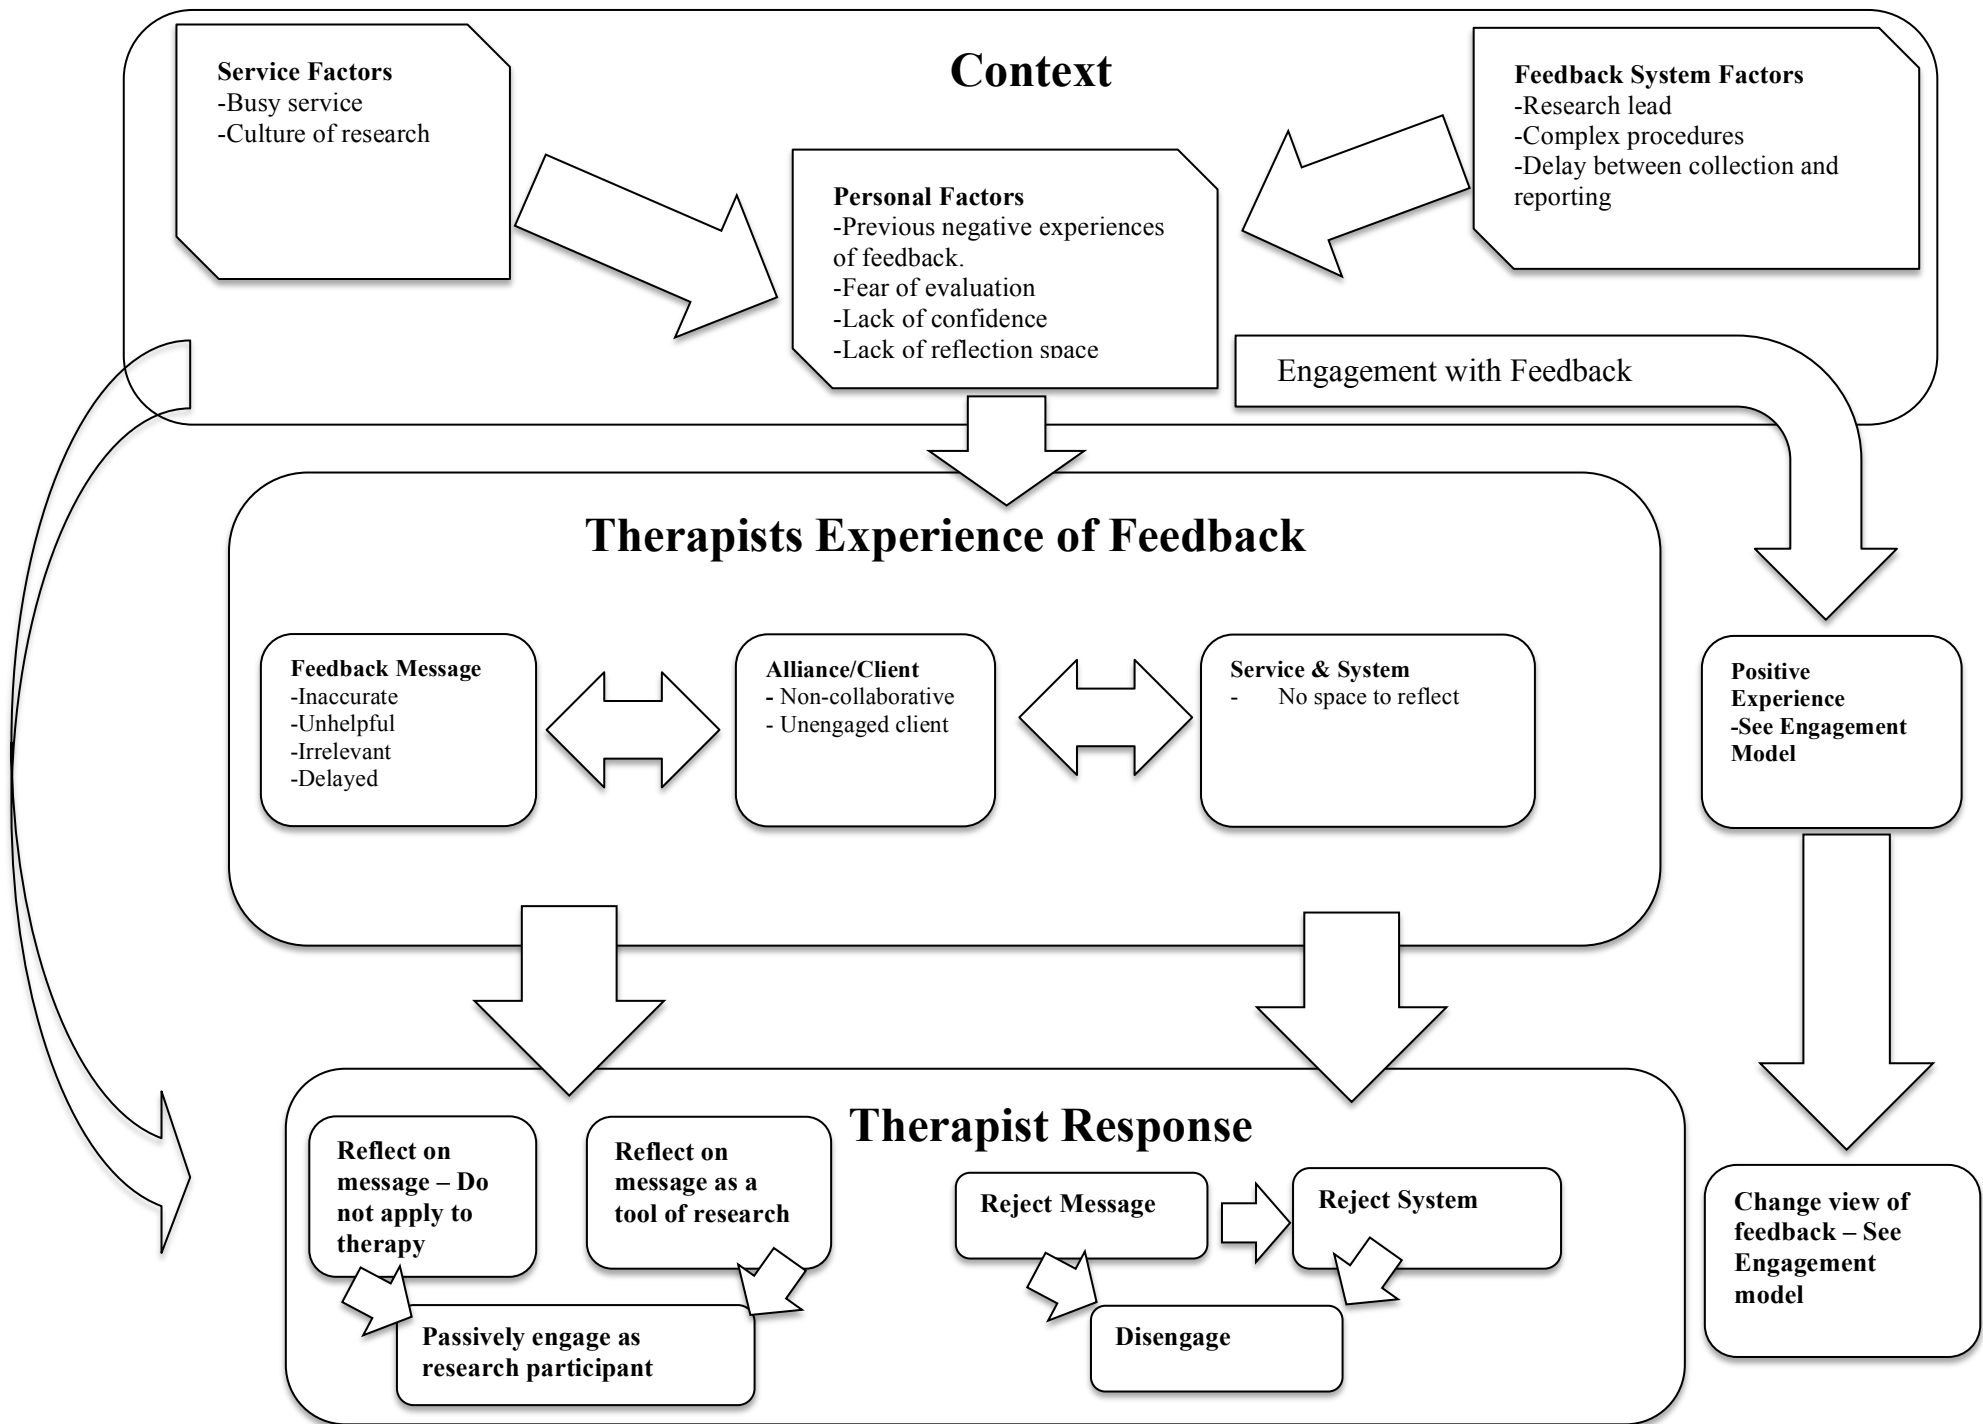 Context
Service Factors
-Busy service
-Culture of research
Feedback System Factors
-Research lead
-Complex procedures
-Delay between collection and
reporting
Personal Factors
-Previous negative experiences
of feedback.
-Fear of evaluation
-Lack of confidence
-Lack of reflection space
Engagement with Feedback
Therapists Experience of Feedback
Feedback Message
-Inaccurate
-Unhelpful
-Irrelevant
-Delayed
Alliance/Client
- Non-collaborative
- Unengaged client
Service & System
- No space to reflect
Positive
Experience
-See Engagement
Model
Therapist Response
Reflect on
message – Do
not apply to
therapy
Reflect on
message as a
tool of research
Passively engage as
research participant
Reject Message
Reject System
Disengage
Change view of
feedback – See
Engagement
model